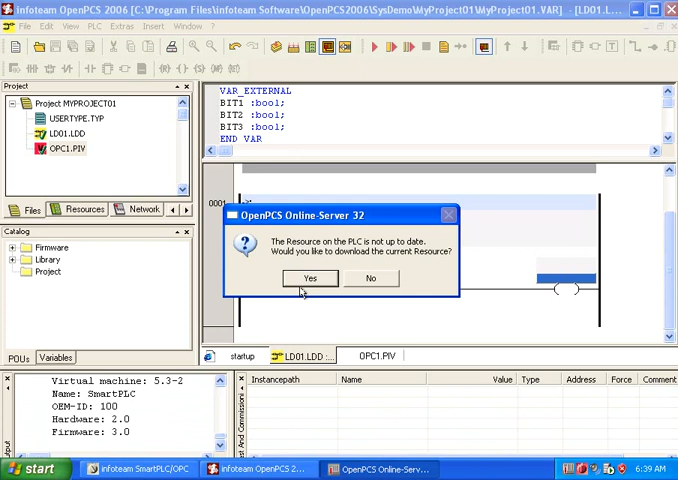 infoteam OpenPCS 2006 [C:\Program Files\infoteam Software\OpenPCS2006\SysDemo\MyProject01\MyProject01.VAR] - [LD01.L...
File Edit View PLC Extras Insert Window ?
Project
Project MYPROJECT01
USERTYPE.TYP
LD01.LDD
OPC1.PIV
Files Resources Network
Catalog
Firmware
Library
Project
POUs Variables
VAR_EXTERNAL
BIT1 :bool;
BIT2 :bool;
BIT3 :bool;
END VAR
0001
OpenPCS Online-Server 32
The Resource on the PLC is not up to date.
Would you like to download the current Resource?
Yes No
startup LD01.LDD :... OPC1.PIV
Virtual machine: 5.3-2
Name: SmartPLC
OEM-ID: 100
Hardware: 2.0
Firmware: 3.0
Instancepath Name Value Type Address Force Comment
start infoteam SmartPLC/OPC infoteam OpenPCS 2... OpenPCS Online-Serv... 6:39 AM